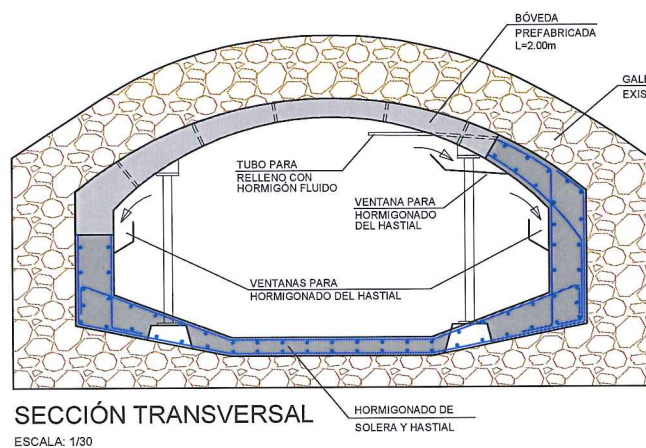 BÓVEDA
PREFABRICADA
L=2.00m
TUBO PARA
RELLENO CON
HORMIGÓN FLUIDO
VENTANA PARA
HORMIGONADO
DEL HASTIAL
VENTANAS PARA
HORMIGONADO DEL HASTIAL
HORMIGONADO DE
SOLERA Y HASTIAL
SECCIÓN TRANSVERSAL
ESCALA: 1/30